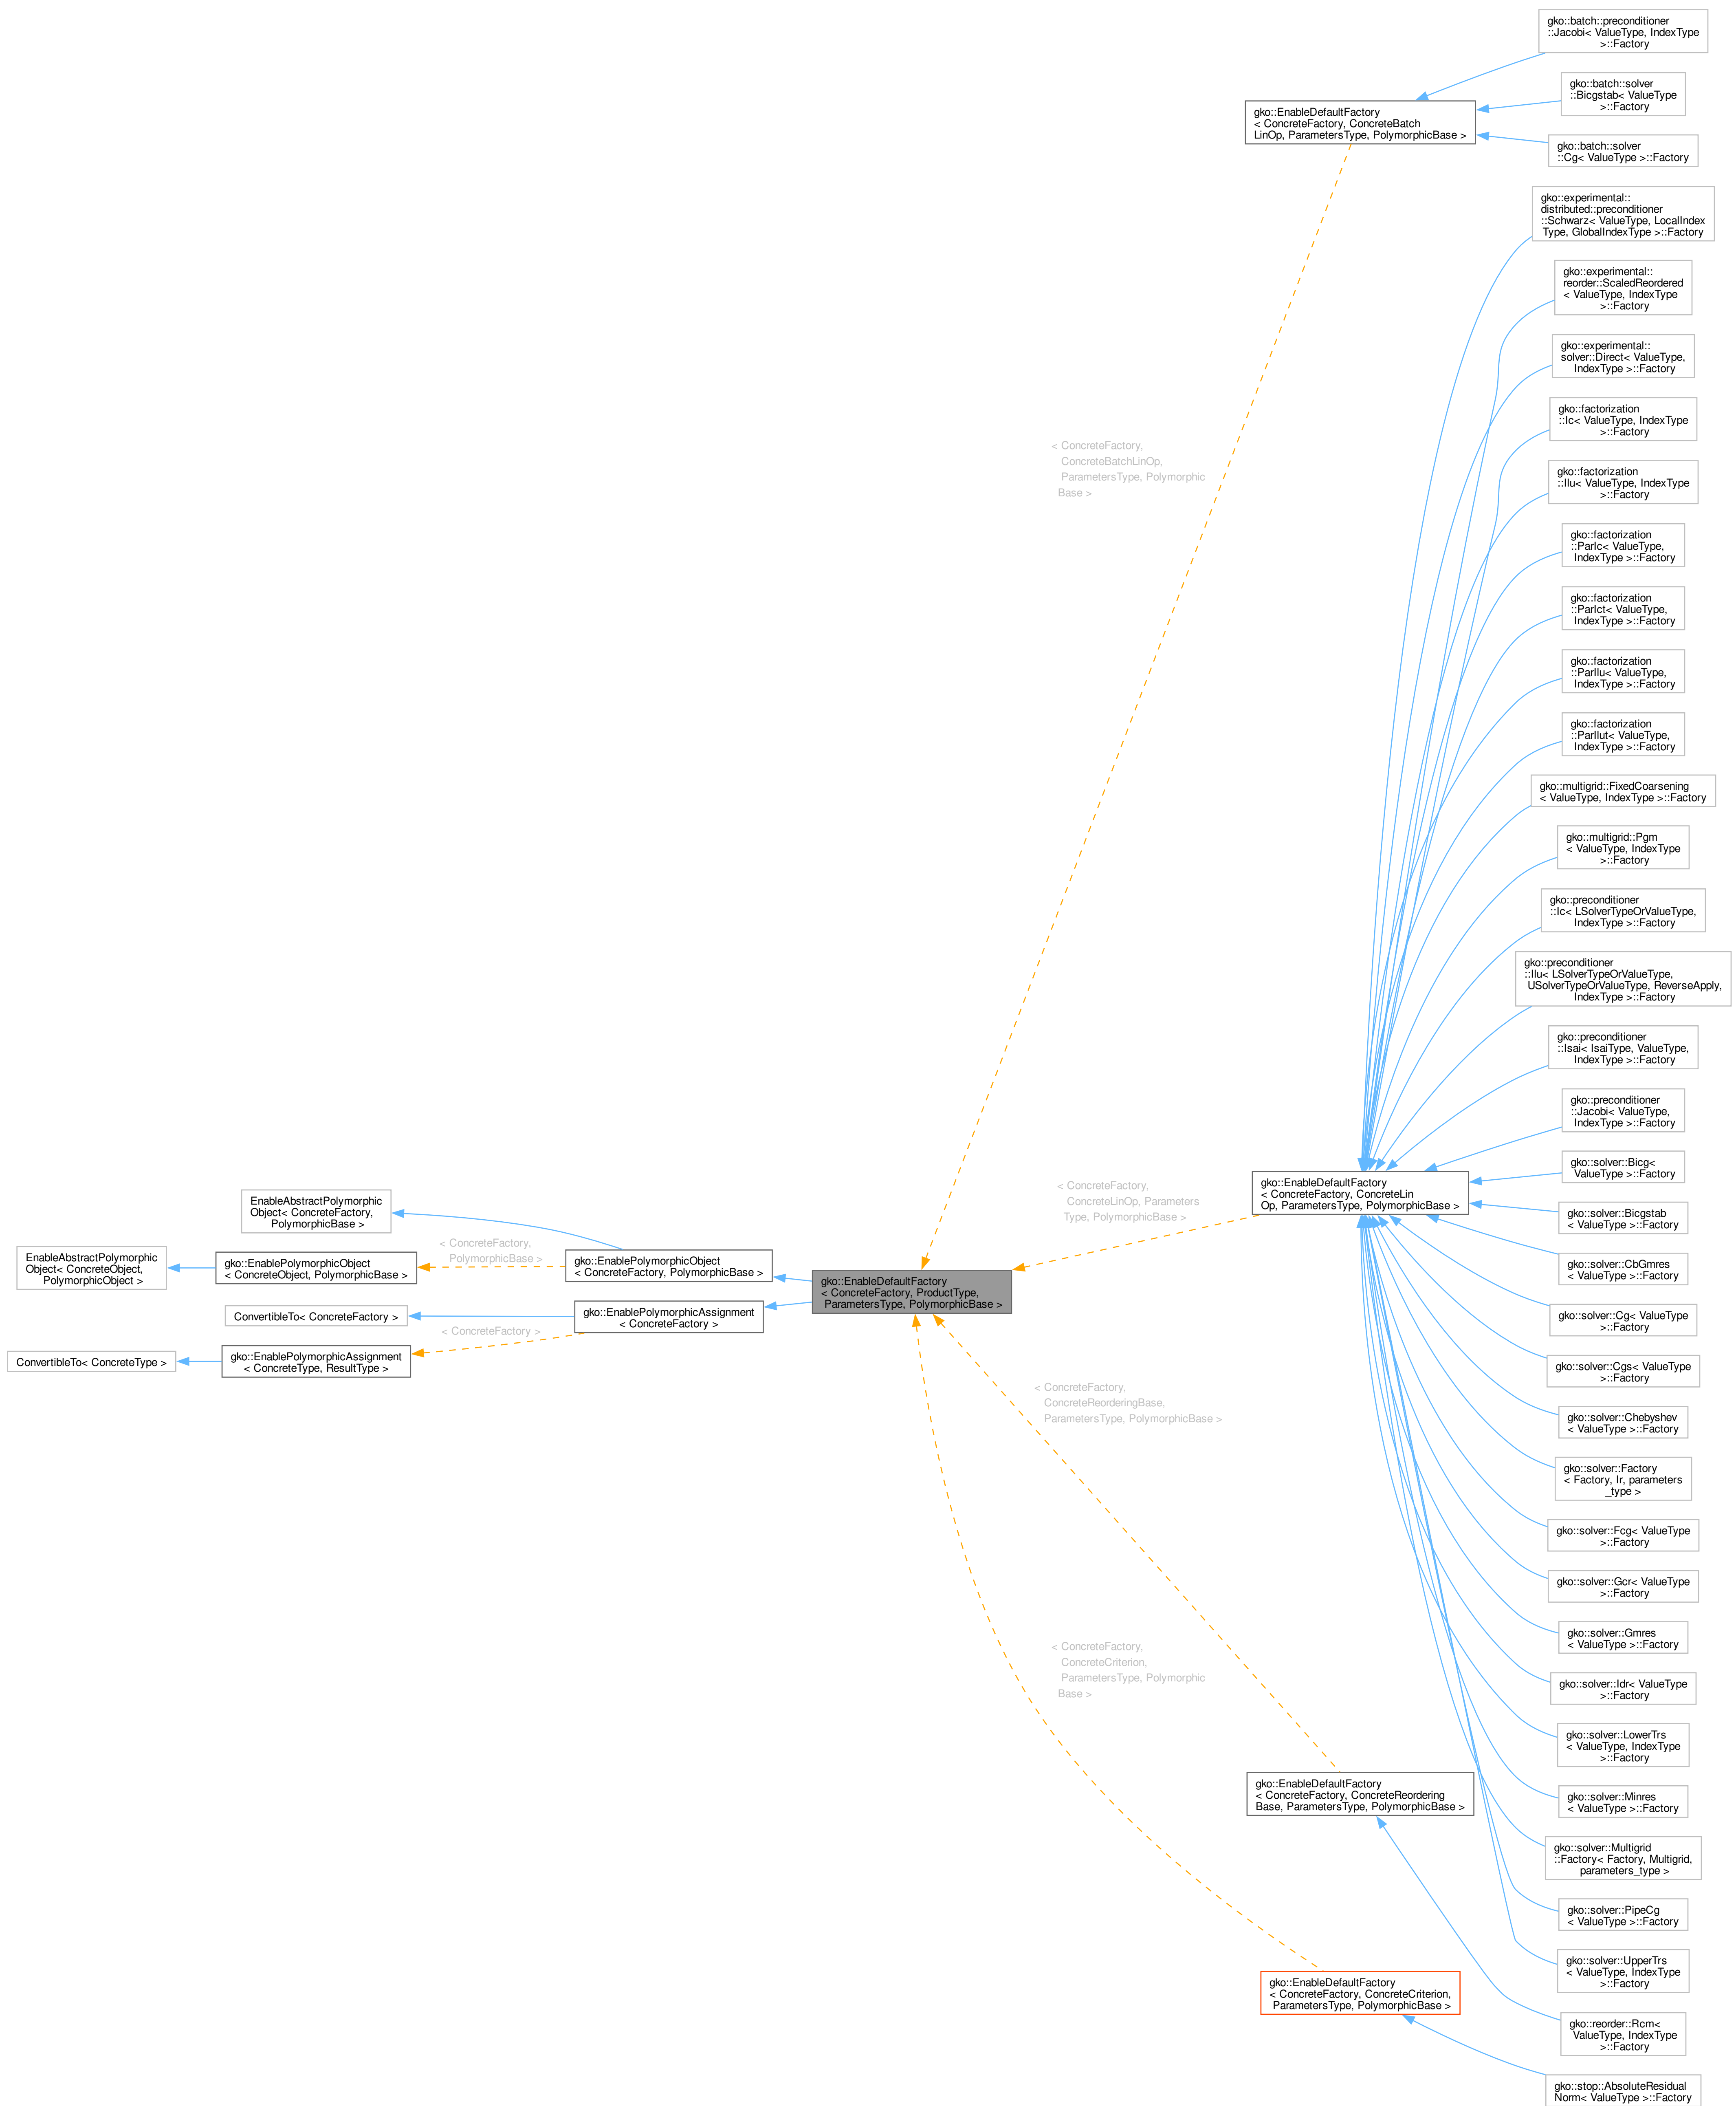 gko::batch::preconditioner
::Jacobi< ValueType, IndexType
>::Factory
gko::batch::solver
::Bicgstab< ValueType
>::Factory
gko::batch::solver
::Cg< ValueType >::Factory
gko::EnableDefaultFactory
< ConcreteFactory, ConcreteBatch
LinOp, ParametersType, PolymorphicBase >
gko::experimental::
distributed::preconditioner
::Schwarz< ValueType, LocalIndex
Type, GlobalIndexType >::Factory
gko::experimental::
reorder::ScaledReordered
< ValueType, IndexType
>::Factory
gko::experimental::
solver::Direct< ValueType,
IndexType >::Factory
gko::factorization
::Ic< ValueType, IndexType
>::Factory
< ConcreteFactory,
ConcreteBatchLinOp,
ParametersType, Polymorphic
Base >
gko::factorization
::Ilu< ValueType, IndexType
>::Factory
gko::factorization
::ParIc< ValueType,
IndexType >::Factory
gko::factorization
::ParIct< ValueType,
IndexType >::Factory
gko::factorization
::ParIlu< ValueType,
IndexType >::Factory
gko::factorization
::ParIlut< ValueType,
IndexType >::Factory
gko::multigrid::FixedCoarsening
< ValueType, IndexType >::Factory
gko::multigrid::Pgm
< ValueType, IndexType
>::Factory
gko::preconditioner
::Ic< LSolverTypeOrValueType,
IndexType >::Factory
gko::preconditioner
::Ilu< LSolverTypeOrValueType,
USolverTypeOrValueType, ReverseApply,
IndexType >::Factory
gko::preconditioner
::Isai< IsaiType, ValueType,
IndexType >::Factory
gko::preconditioner
::Jacobi< ValueType,
IndexType >::Factory
gko::solver::Bicg<
ValueType >::Factory
gko::solver::Bicgstab
< ValueType >::Factory
gko::EnableDefaultFactory
< ConcreteFactory, ConcreteLin
Op, ParametersType, PolymorphicBase >
< ConcreteFactory,
ConcreteLinOp, Parameters
Type, PolymorphicBase >
EnableAbstractPolymorphic
Object< ConcreteFactory,
PolymorphicBase >
EnableAbstractPolymorphic
Object< ConcreteObject,
PolymorphicObject >
gko::EnablePolymorphicObject
< ConcreteObject, PolymorphicBase >
< ConcreteFactory,
PolymorphicBase >
gko::EnablePolymorphicObject
< ConcreteFactory, PolymorphicBase >
gko::EnableDefaultFactory
< ConcreteFactory, ProductType,
ParametersType, PolymorphicBase >
ConvertibleTo< ConcreteFactory >
gko::EnablePolymorphicAssignment
< ConcreteFactory >
< ConcreteFactory >
ConvertibleTo< ConcreteType >
gko::EnablePolymorphicAssignment
< ConcreteType, ResultType >
gko::solver::CbGmres
< ValueType >::Factory
gko::solver::Cg< ValueType
>::Factory
gko::solver::Cgs< ValueType
>::Factory
< ConcreteFactory,
ConcreteReorderingBase,
ParametersType, PolymorphicBase >
gko::solver::Chebyshev
< ValueType >::Factory
gko::solver::Factory
< Factory, Ir, parameters
_type >
gko::solver::Fcg< ValueType
>::Factory
gko::solver::Gcr< ValueType
>::Factory
gko::solver::Gmres
< ValueType >::Factory
< ConcreteFactory,
ConcreteCriterion,
ParametersType, Polymorphic
Base >
gko::solver::Idr< ValueType
>::Factory
gko::solver::LowerTrs
< ValueType, IndexType
>::Factory
gko::EnableDefaultFactory
< ConcreteFactory, ConcreteReordering
Base, ParametersType, PolymorphicBase >
gko::solver::Minres
< ValueType >::Factory
gko::solver::Multigrid
::Factory< Factory, Multigrid,
parameters_type >
gko::solver::PipeCg
< ValueType >::Factory
gko::solver::UpperTrs
< ValueType, IndexType
>::Factory
gko::EnableDefaultFactory
< ConcreteFactory, ConcreteCriterion,
ParametersType, PolymorphicBase >
gko::reorder::Rcm<
ValueType, IndexType
>::Factory
gko::stop::AbsoluteResidual
Norm< ValueType >::Factory